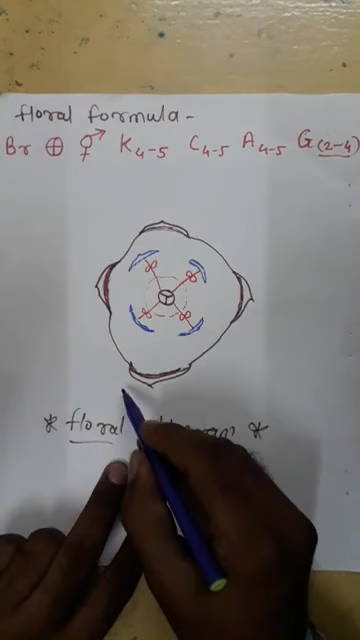 floral formula -
Br ⊕ ⚥ K4-5 C4-5 A4-5 G(2-4)
* floral *